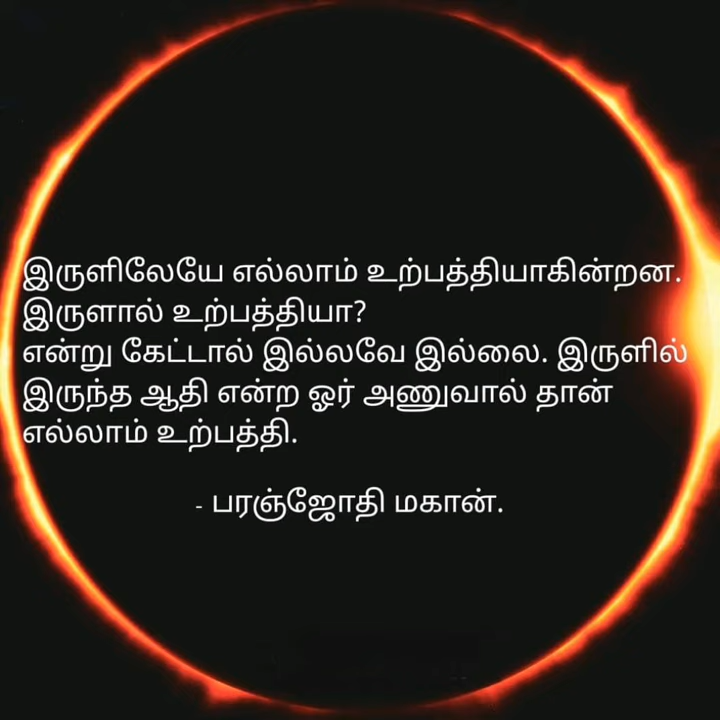 இருளிலேயே எல்லாம் உற்பத்தியாகின்றன.
இருளால் உற்பத்தியா?
என்று கேட்டால் இல்லவே இல்லை. இருளில்
இருந்த ஆதி என்ற ஓர் அணுவால் தான்
எல்லாம் உற்பத்தி.
- பரஞ்ஜோதி மகான்.